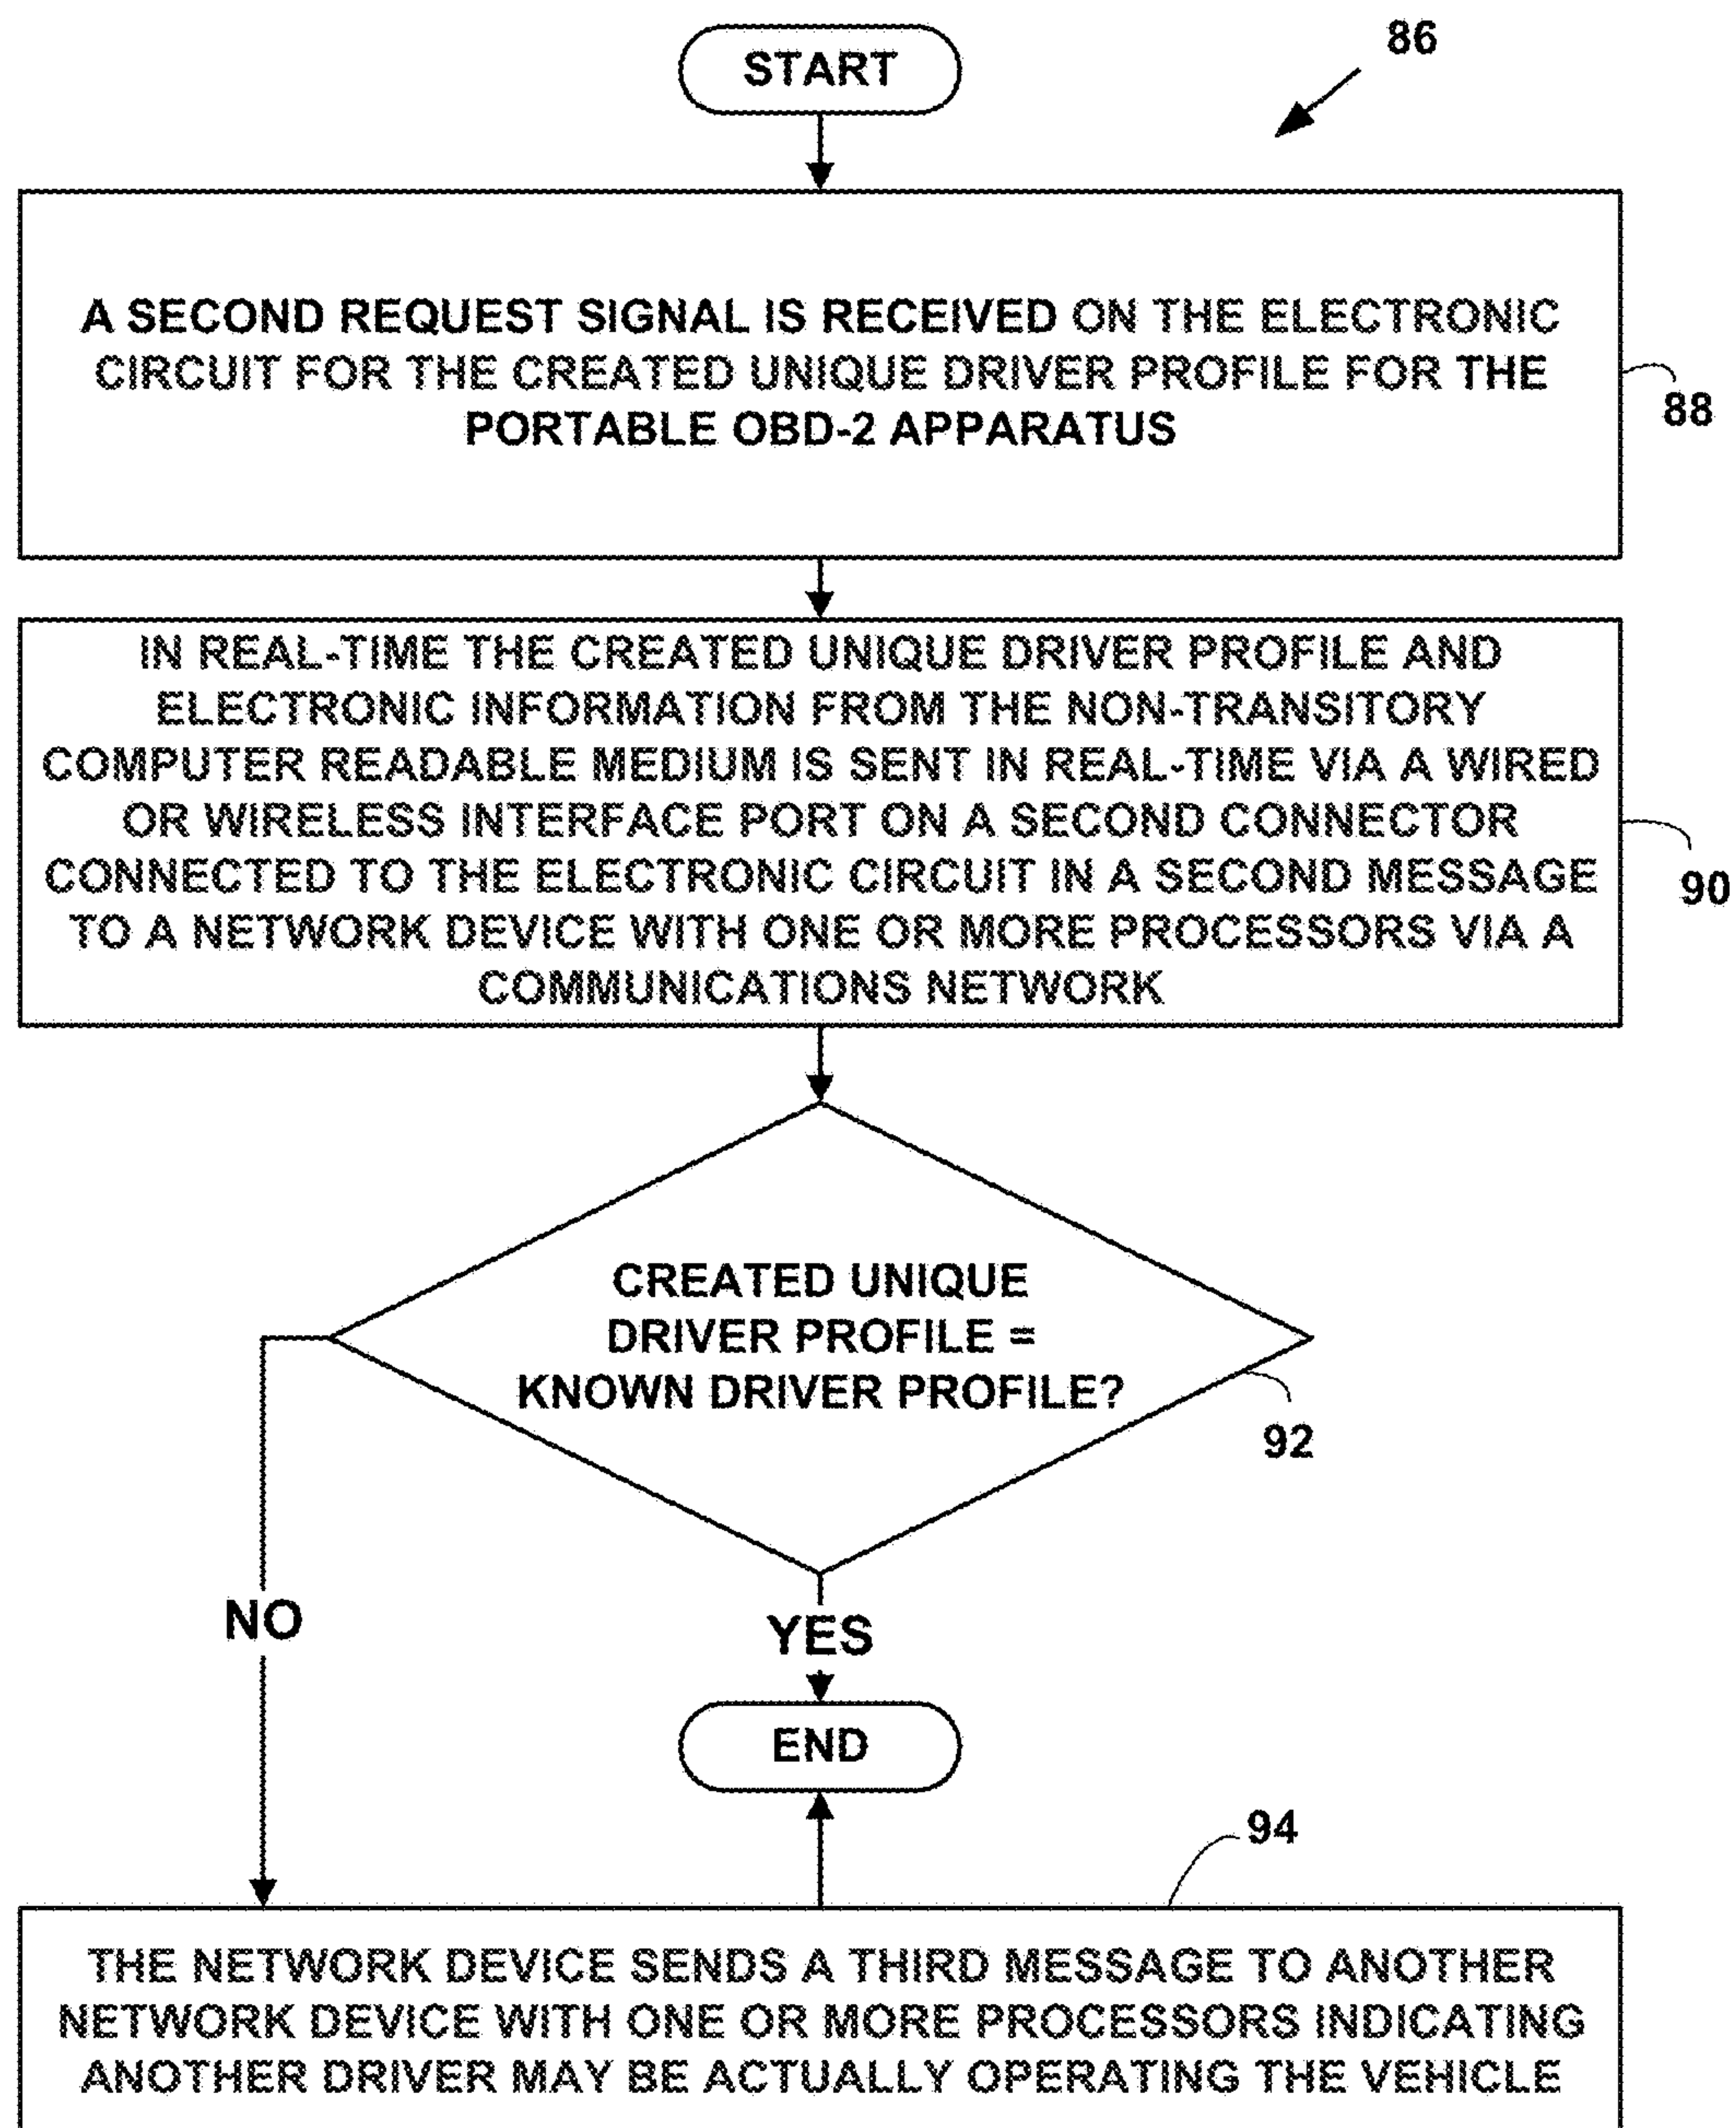 START
86
A SECOND REQUEST SIGNAL IS RECEIVED ON THE ELECTRONIC
CIRCUIT FOR THE CREATED UNIQUE DRIVER PROFILE FOR THE
PORTABLE OBD-2 APPARATUS
88
IN REAL-TIME THE CREATED UNIQUE DRIVER PROFILE AND
ELECTRONIC INFORMATION FROM THE NON-TRANSITORY
COMPUTER READABLE MEDIUM IS SENT IN REAL-TIME VIA A WIRED
OR WIRELESS INTERFACE PORT ON A SECOND CONNECTOR
CONNECTED TO THE ELECTRONIC CIRCUIT IN A SECOND MESSAGE
TO A NETWORK DEVICE WITH ONE OR MORE PROCESSORS VIA A
COMMUNICATIONS NETWORK
90
CREATED UNIQUE
DRIVER PROFILE =
KNOWN DRIVER PROFILE?
92
NO
YES
END
94
THE NETWORK DEVICE SENDS A THIRD MESSAGE TO ANOTHER
NETWORK DEVICE WITH ONE OR MORE PROCESSORS INDICATING
ANOTHER DRIVER MAY BE ACTUALLY OPERATING THE VEHICLE